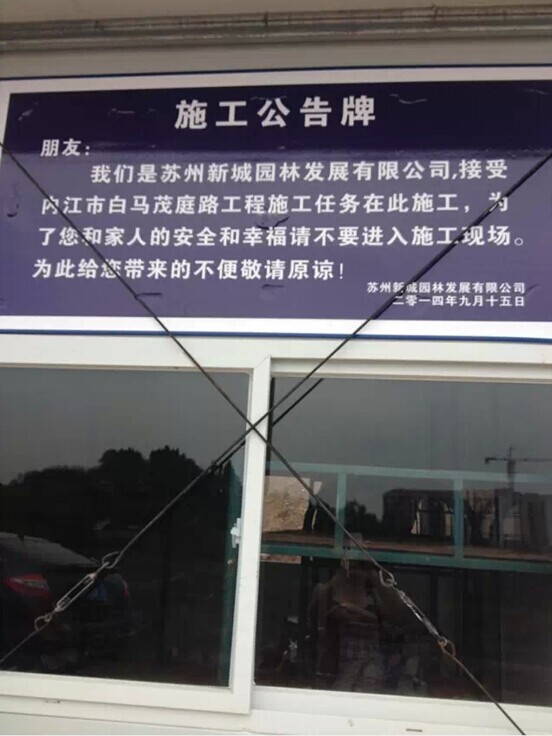 施工公告牌
朋友：
我们是苏州新城园林发展有限公司,接受
内江市白马茂庭路工程施工任务在此施工，为
了您和家人的安全和幸福请不要进入施工现场。
为此给您带来的不便敬请原谅！
苏州新城园林发展有限公司
二零一四年九月十五日